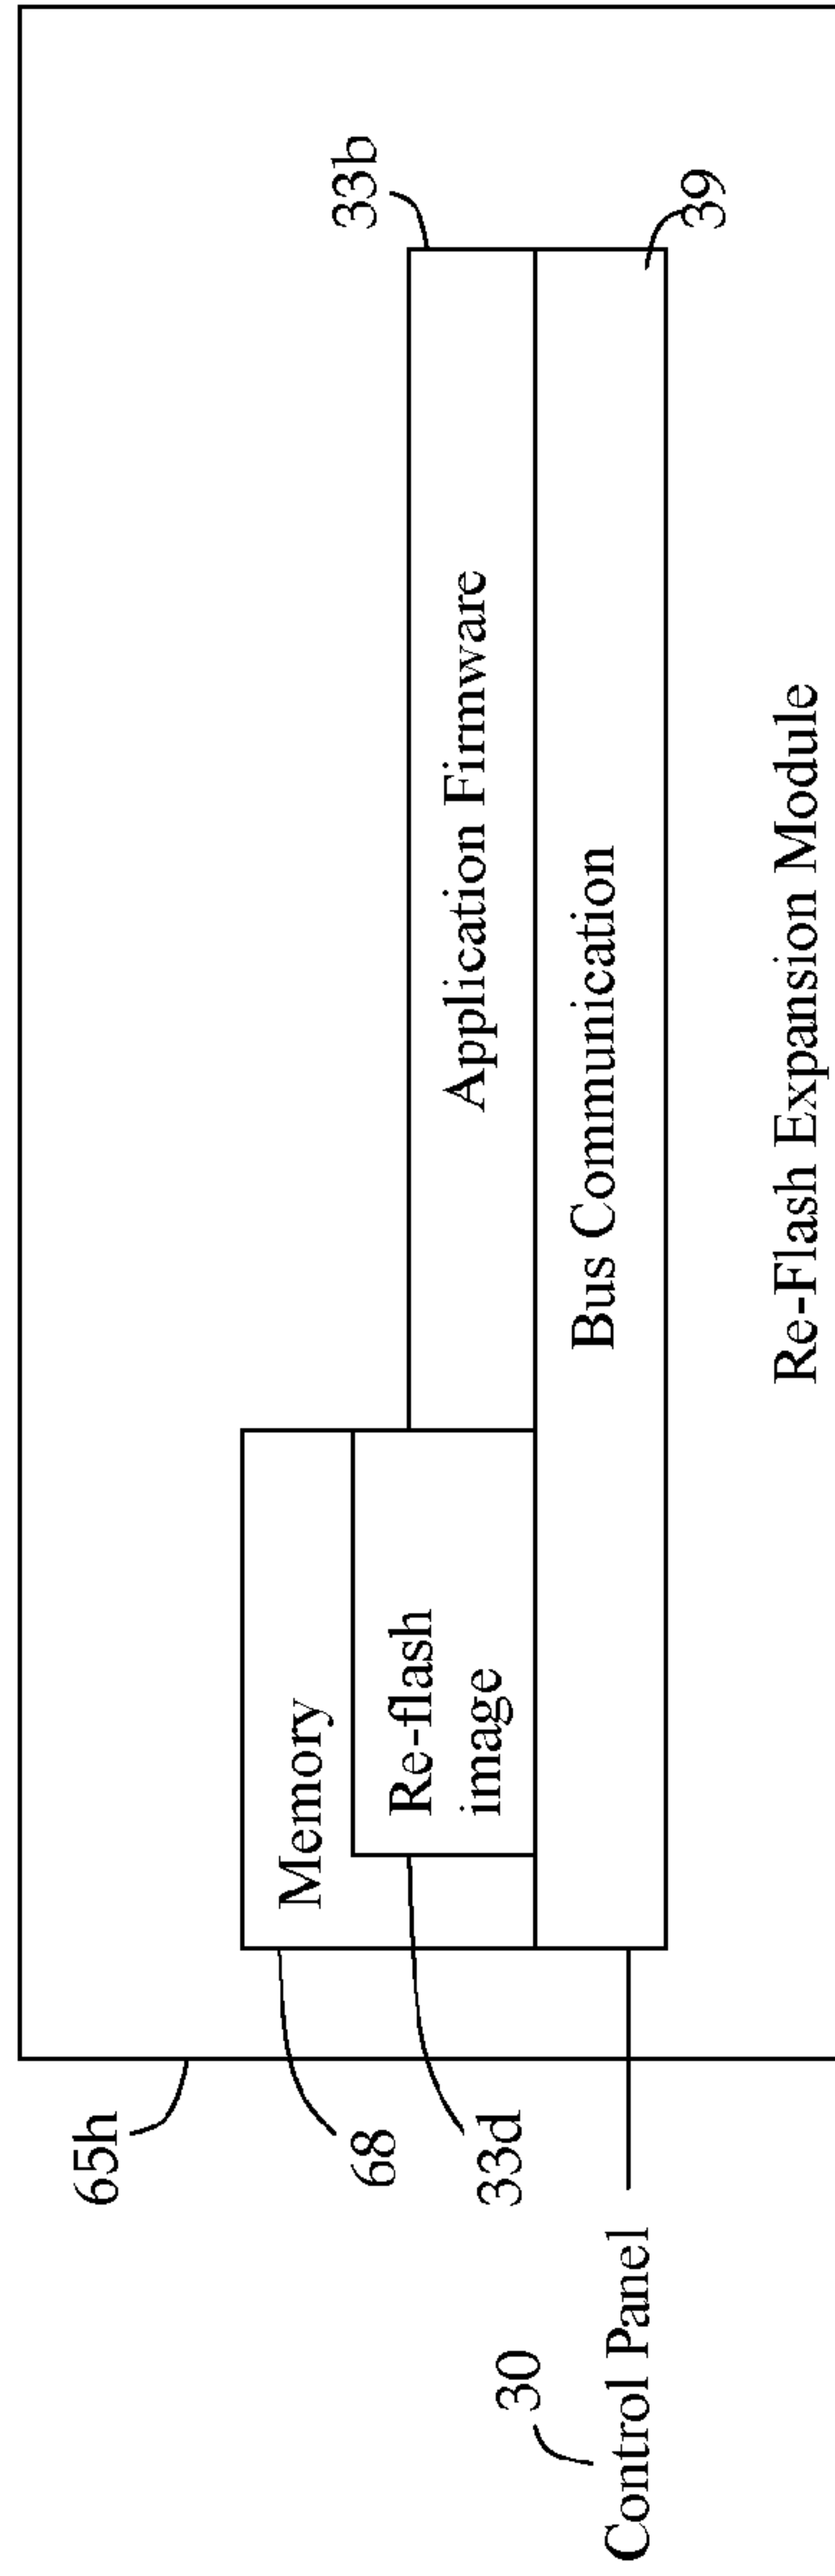 65h
68
33d
30
Control Panel
Memory
Re-flash
image
33b
Application Firmware
Bus Communication
39
Re-Flash Expansion Module